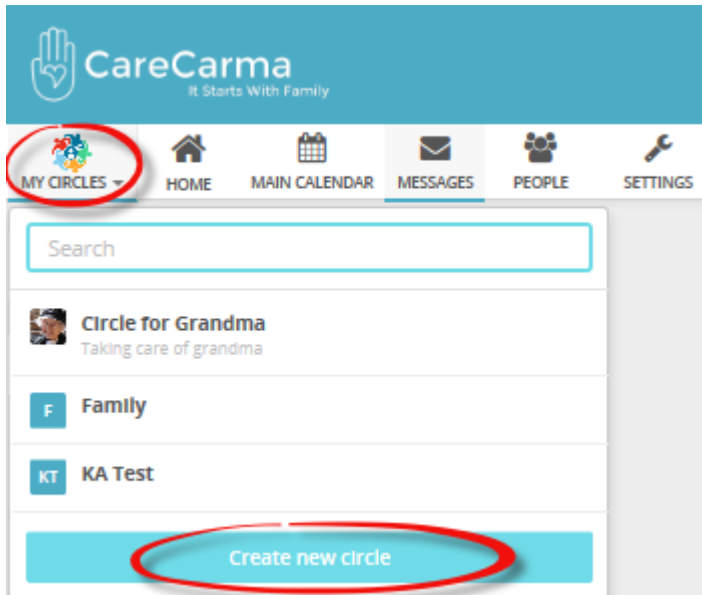 CareCarma
It Starts With Family
MY CIRCLES
HOME
MAIN CALENDAR
MESSAGES
PEOPLE
SETTINGS
Search
Circle for Grandma
Taking care of grandma
F
Family
KT
KA Test
Create new circle